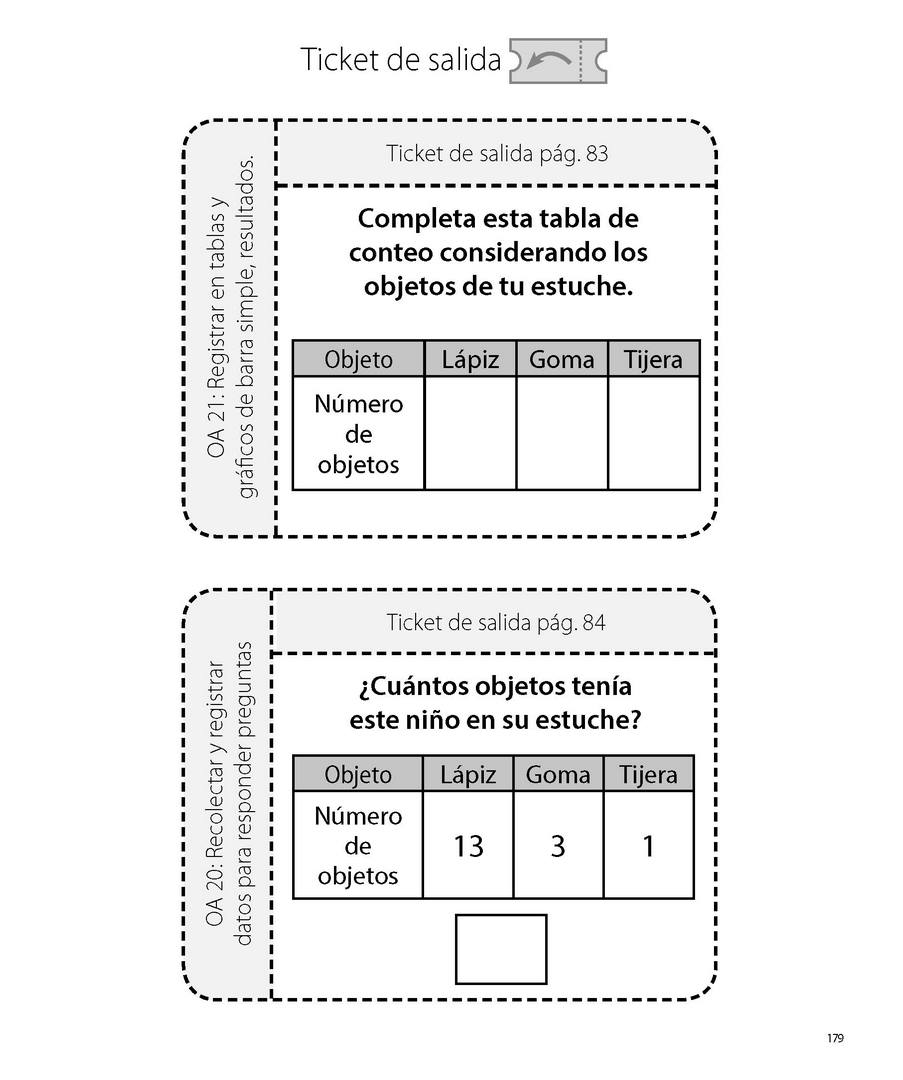 Ticket de salida
Ticket de salida pág. 83
OA 21: Registrar en tablas y
gráficos de barra simple, resultados.
Completa esta tabla de
conteo considerando los
objetos de tu estuche.
Objeto Lápiz Goma Tijera
Número
de
objetos
Ticket de salida pág. 84
OA 20: Recolectar y registrar
datos para responder preguntas
¿Cuántos objetos tenía
este niño en su estuche?
Objeto Lápiz Goma Tijera
Número
de 13 3 1
objetos
179